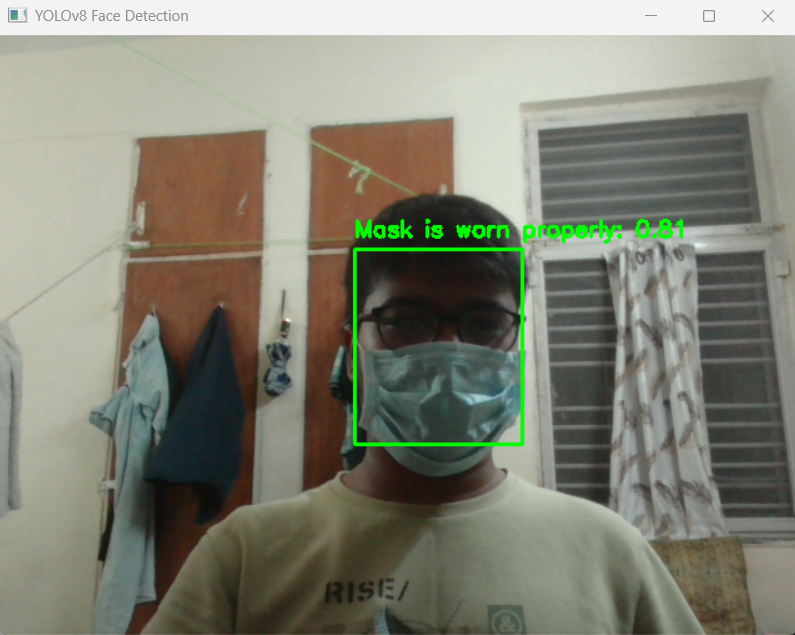 YOLOv8 Face Detection
Mask is worn properly: 0.81
RISE/
&